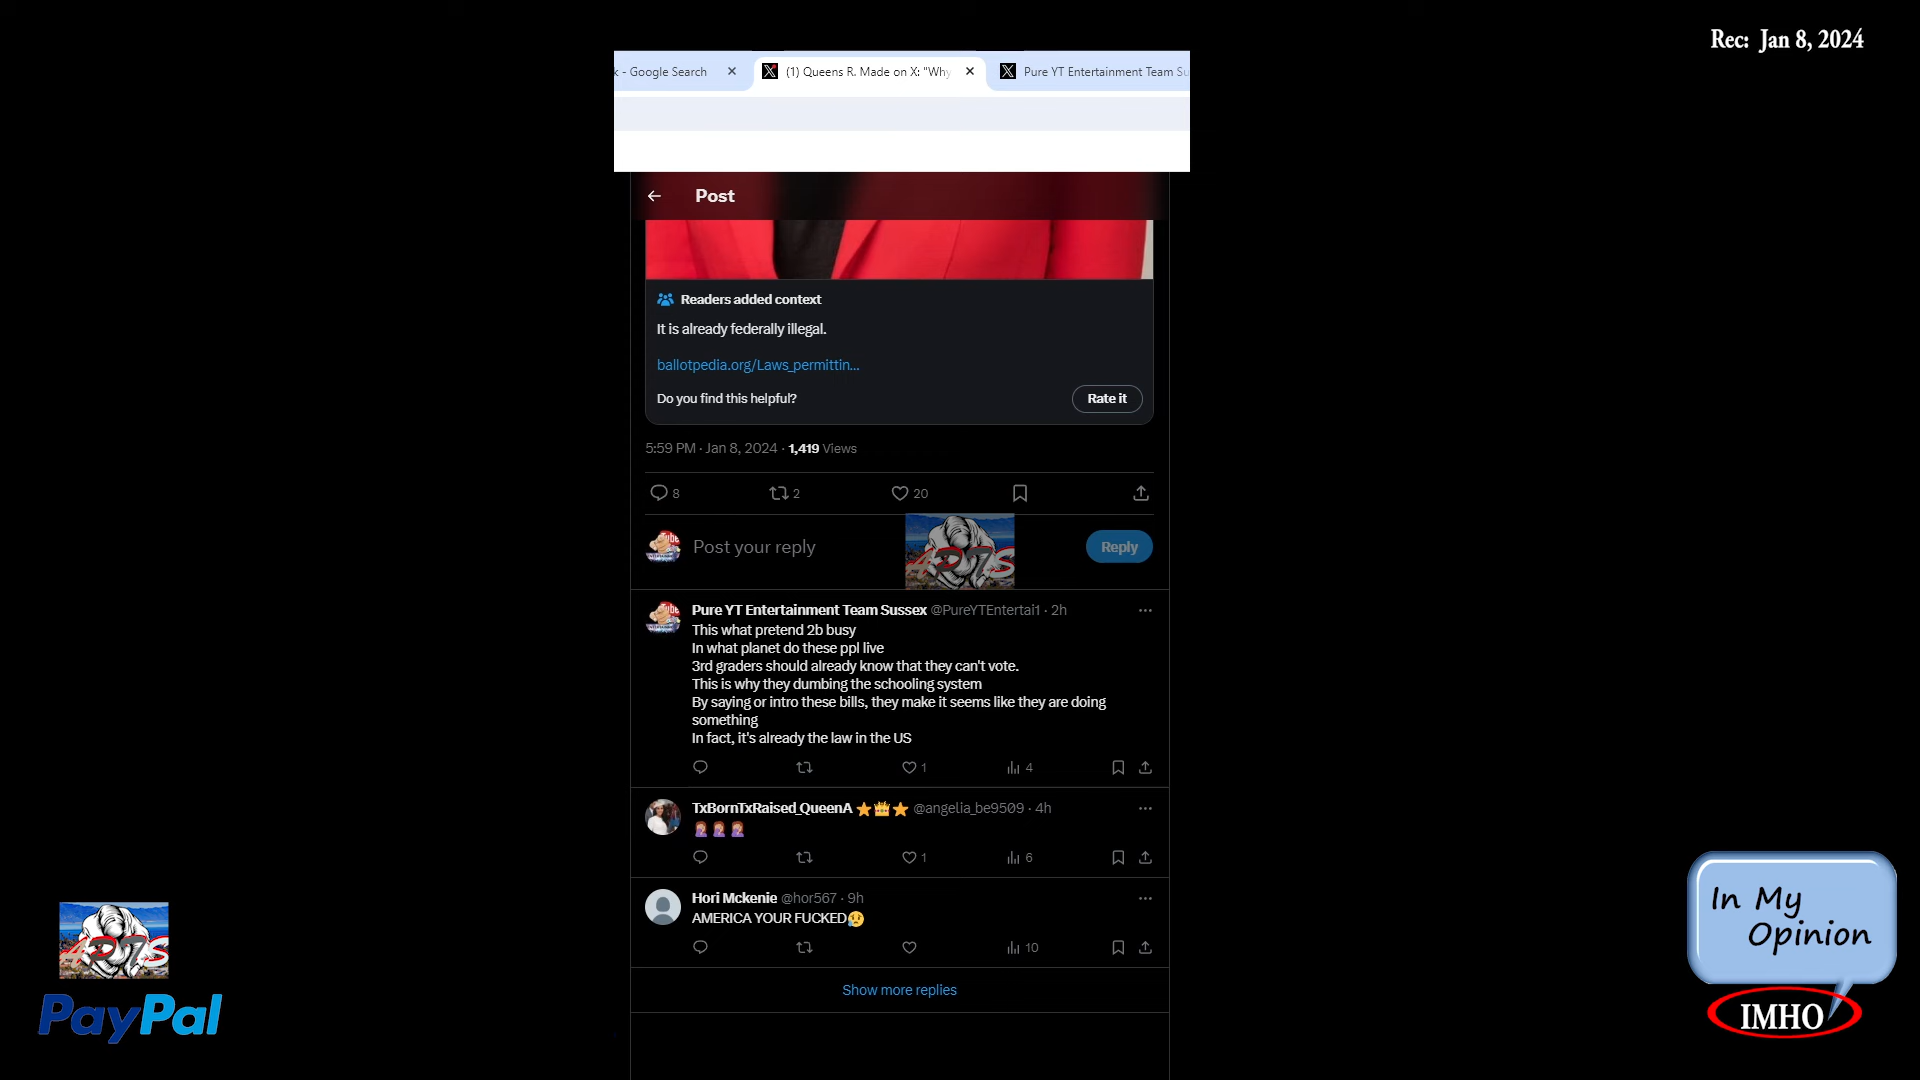 Rec: Jan 8, 2024
k - Google Search
(1) Queens R. Made on X: "Why
Pure YT Entertainment Team Su
Post
Readers added context
It is already federally illegal.
ballotpedia.org/Laws_permittin...
Do you find this helpful?
Rate it
5:59 PM · Jan 8, 2024 · 1,419 Views
8
2
20
Post your reply
Reply
Pure YT Entertainment Team Sussex @PureYTEntertai1 · 2h
This what pretend 2b busy
In what planet do these ppl live
3rd graders should already know that they can't vote.
This is why they dumbing the schooling system
By saying or intro these bills, they make it seems like they are doing
something
In fact, it's already the law in the US
1
4
TxBornTxRaised_QueenA ⭐👑⭐ @angelia_be9509 · 4h
🤦🏽‍♀️🤦🏽‍♀️🤦🏽‍♀️
1
6
Hori Mckenie @hor567 · 9h
AMERICA YOUR FUCKED😥
10
Show more replies
PayPal
In My
Opinion
IMHO